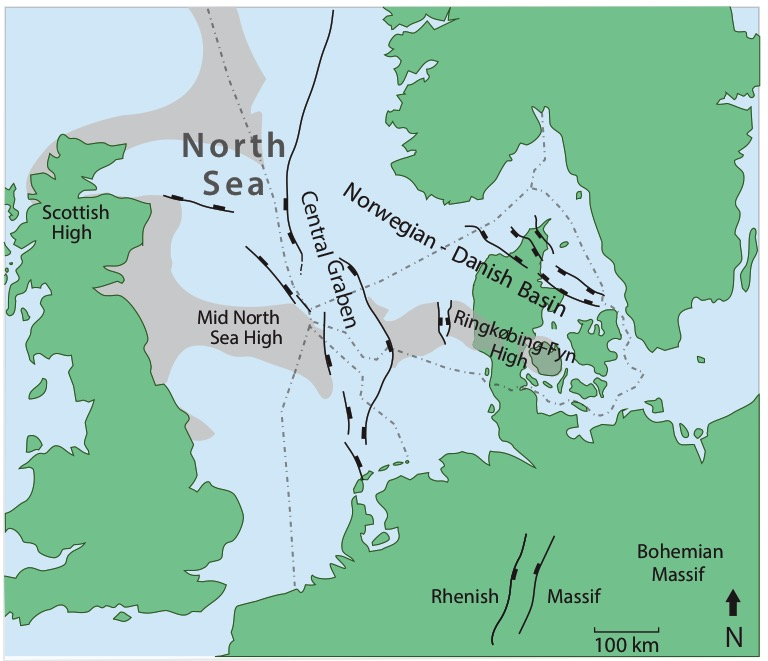 North
Sea
Scottish
High
Central Graben
Norwegian - Danish Basin
Mid North
Sea High
Ringkøbing-Fyn
High
Rhenish Massif
Bohemian
Massif
100 km
N